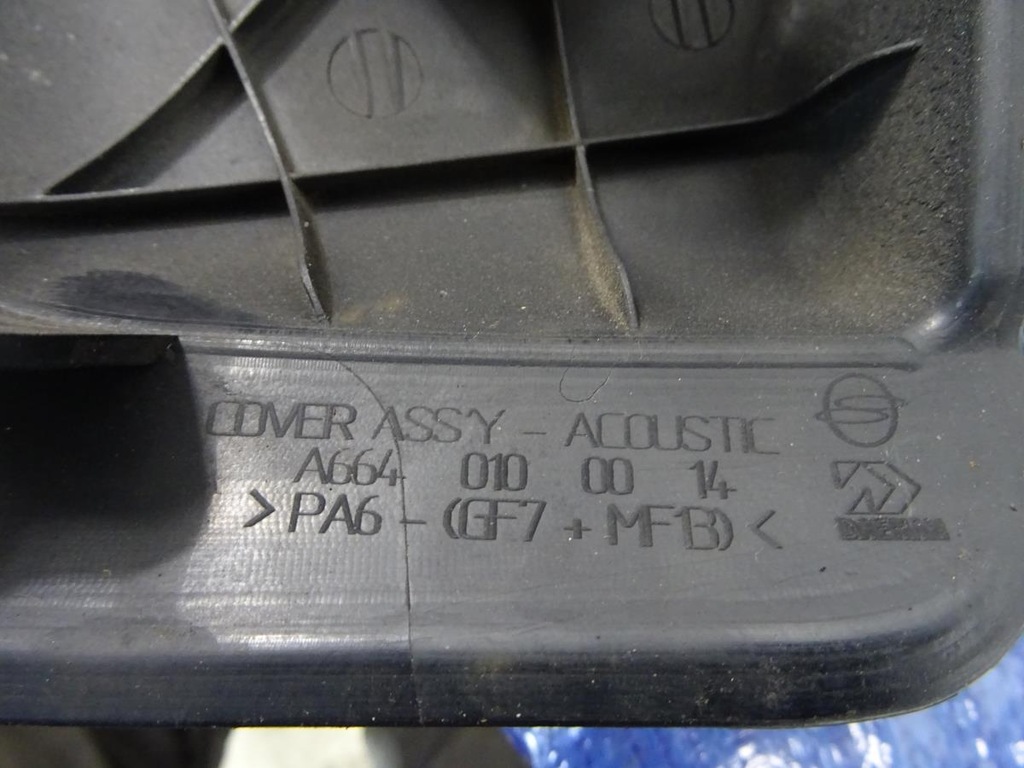 COVER ASS'Y - ACOUSTIC
A664 010 00 14
>PA6 - (GF7 + MF13)<